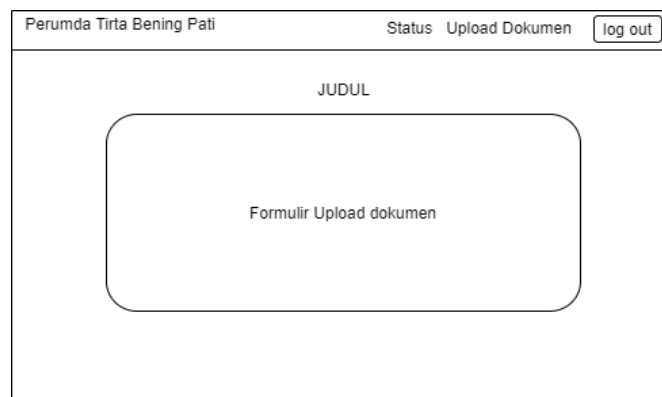 Perumda Tirta Bening Pati
Status Upload Dokumen log out
JUDUL
Formulir Upload dokumen